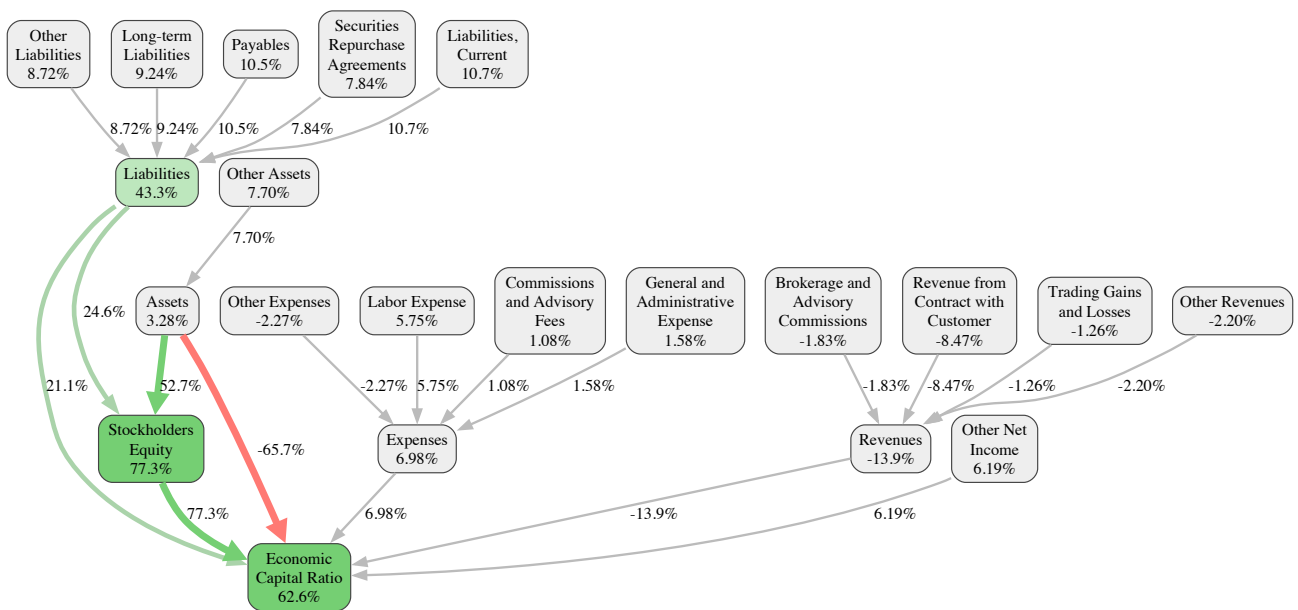 Other
Liabilities
8.72%
Long-term
Liabilities
9.24%
Payables
10.5%
Securities
Repurchase
Agreements
7.84%
Liabilities,
Current
10.7%
8.72%
9.24%
10.5%
7.84%
10.7%
Liabilities
43.3%
Other Assets
7.70%
7.70%
Assets
3.28%
Other Expenses
-2.27%
Labor Expense
5.75%
Commissions
and Advisory
Fees
1.08%
General and
Administrative
Expense
1.58%
Brokerage and
Advisory
Commissions
-1.83%
Revenue from
Contract with
Customer
-8.47%
Trading Gains
and Losses
-1.26%
Other Revenues
-2.20%
24.6%
21.1%
52.7%
-2.27%
5.75%
1.08%
1.58%
-1.83%
-8.47%
-1.26%
-2.20%
Stockholders
Equity
77.3%
-65.7%
Expenses
6.98%
Revenues
-13.9%
Other Net
Income
6.19%
77.3%
6.98%
-13.9%
6.19%
Economic
Capital Ratio
62.6%